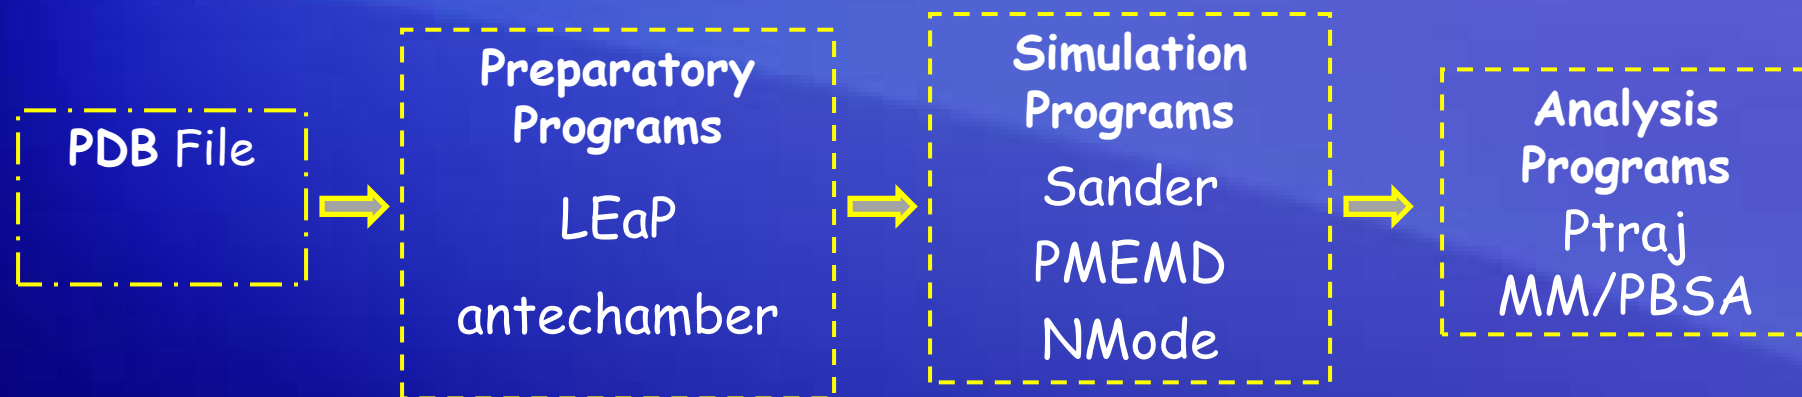 PDB File
Preparatory
Programs
LEaP
antechamber
Simulation
Programs
Sander
PMEMD
NMode
Analysis
Programs
Ptraj
MM/PBSA